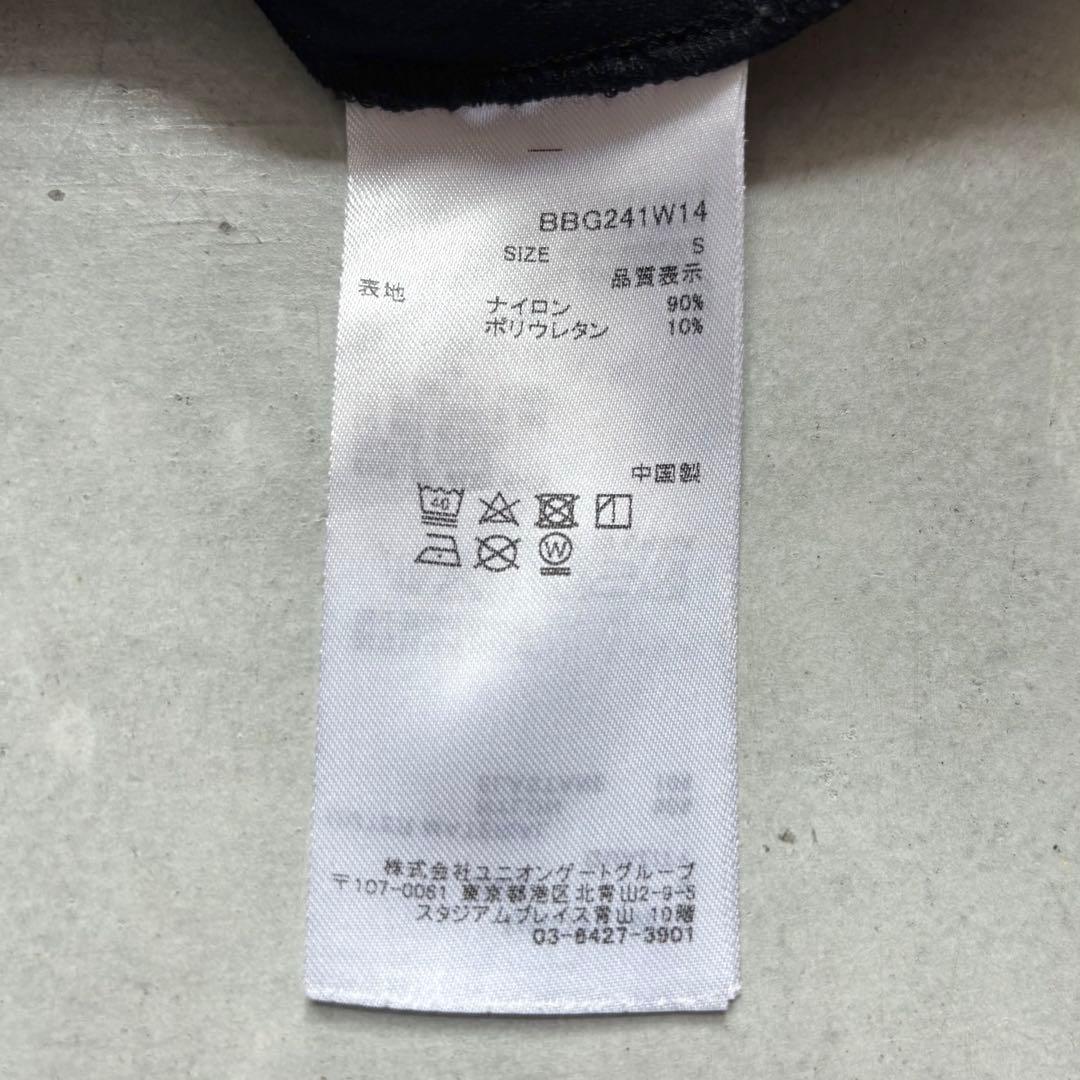 BBG241W14
SIZE S
品質表示
表地 ナイロン 90%
ポリウレタン 10%
中国製
40
W
株式会社ユニオンゲートグループ
〒107-0061 東京都港区北青山2-9-5
スタジアムプレイス青山 10階
03-6427-3901